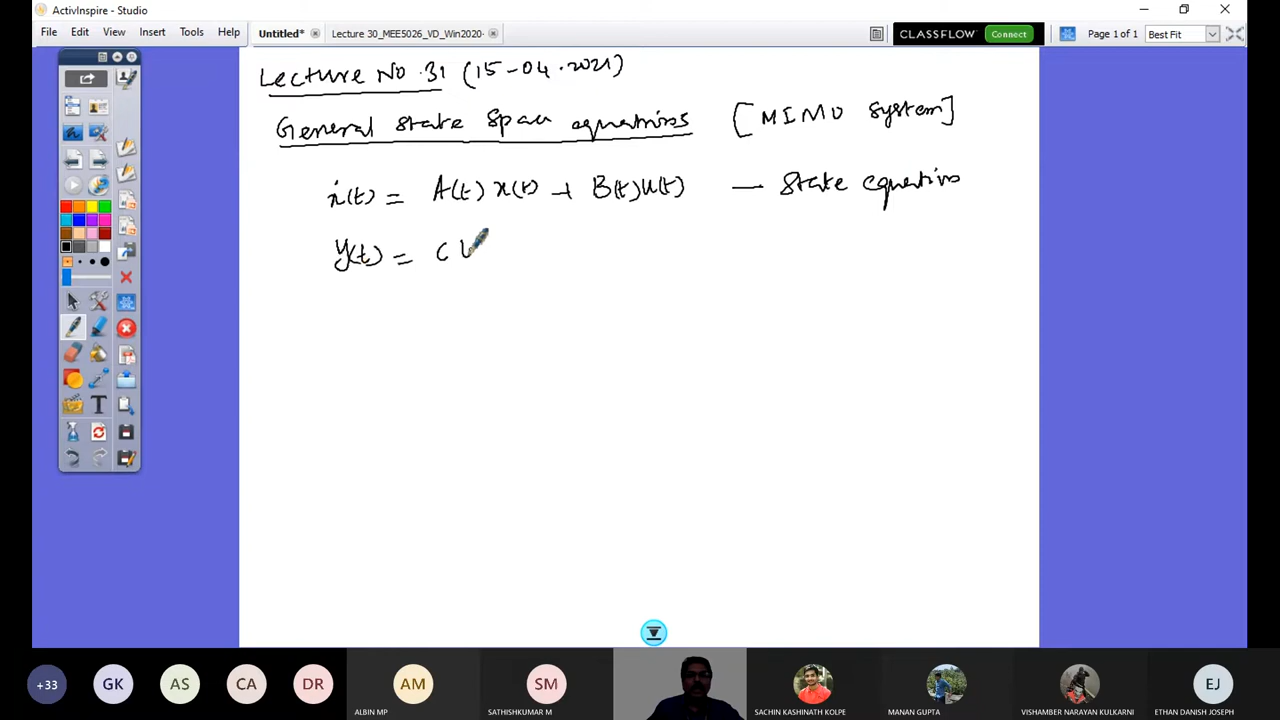 ActivInspire - Studio
File Edit View Insert Tools Help
Untitled* Lecture 30_MEE5026_VD_Win2020-
CLASSFLOW Connect
Page 1 of 1 Best Fit
Lecture No.31 (15-04.2021)
General state space equations [MIMO system]
ẋ(t) = A(t) x(t) + B(t)u(t) — State equation
y(t) = C (
+33 GK AS CA DR AM SM EJ
ALBIN MP SATHISHKUMAR M SACHIN KASHINATH KOLPE MANAN GUPTA VISHAMBER NARAYAN KULKARNI ETHAN DANISH JOSEPH